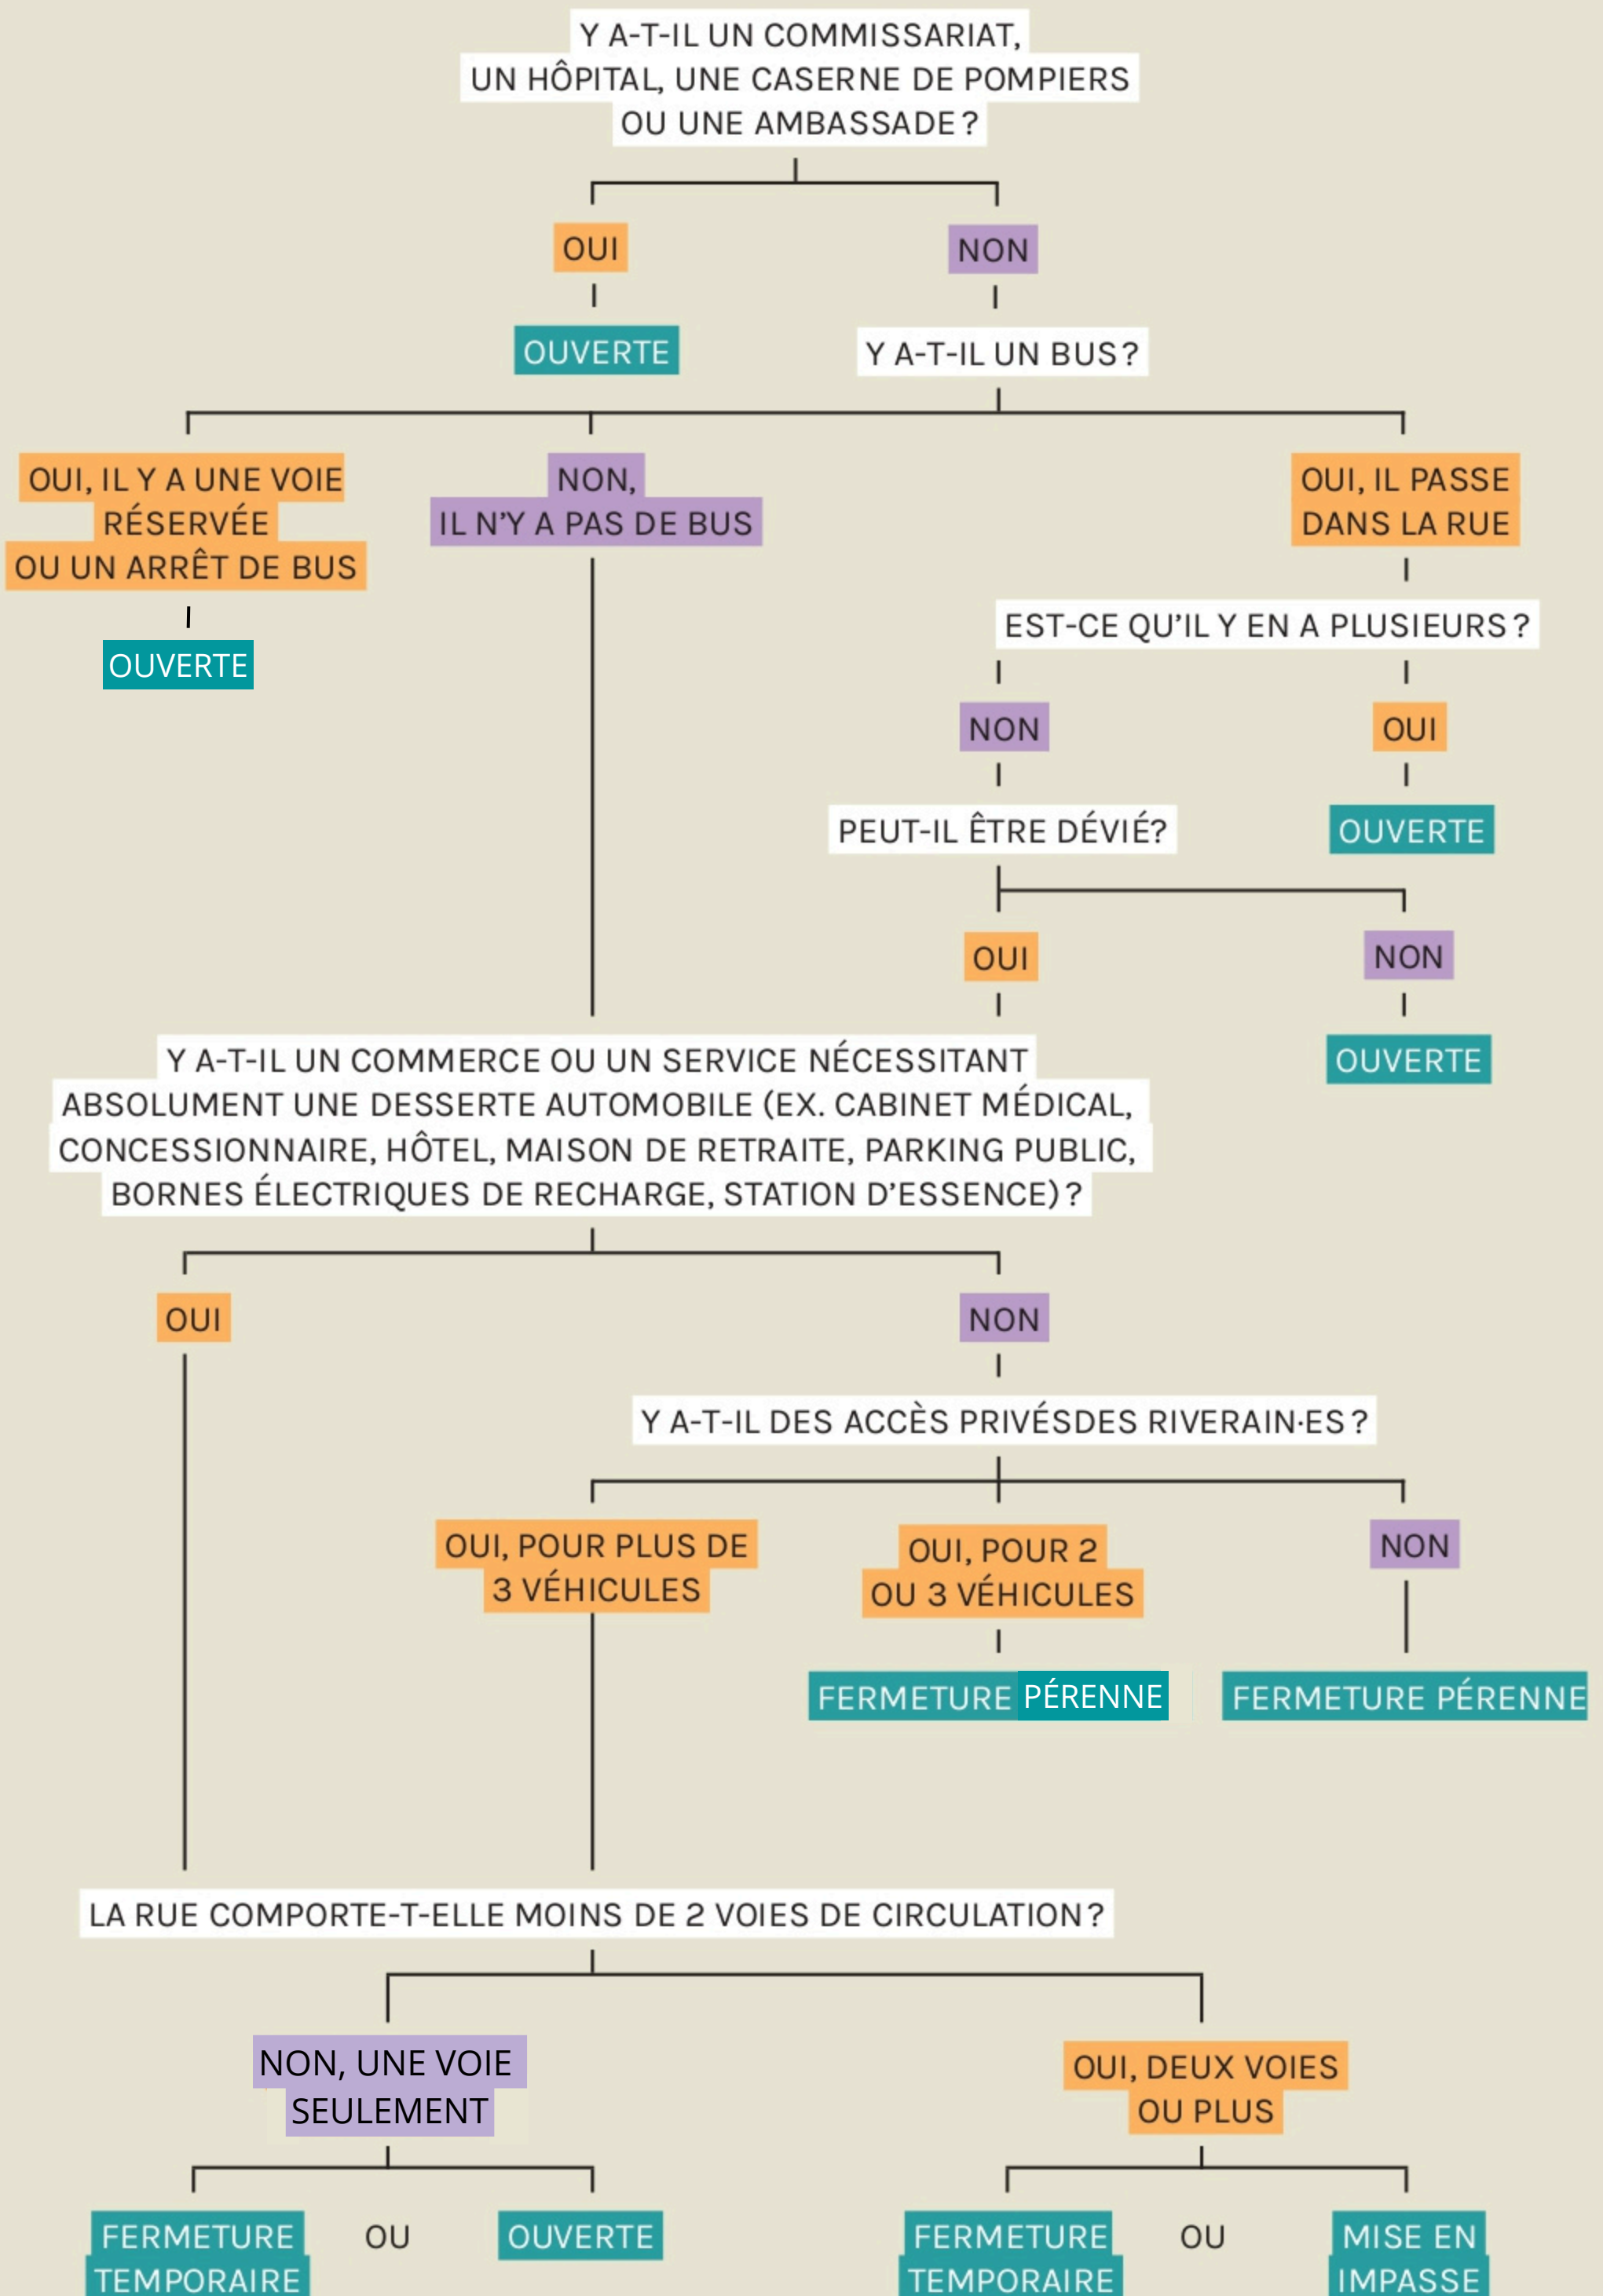 Y A-T-IL UN COMMISSARIAT,
UN HÔPITAL, UNE CASERNE DE POMPIERS
OU UNE AMBASSADE ?
OUI
NON
OUVERTE
Y A-T-IL UN BUS ?
OUI, IL Y A UNE VOIE
RÉSERVÉE
OU UN ARRÊT DE BUS
OUVERTE
NON,
IL N'Y A PAS DE BUS
OUI, IL PASSE
DANS LA RUE
EST-CE QU'IL Y EN A PLUSIEURS ?
NON
OUI
PEUT-IL ÊTRE DÉVIÉ?
OUVERTE
OUI
NON
OUVERTE
Y A-T-IL UN COMMERCE OU UN SERVICE NÉCESSITANT
ABSOLUMENT UNE DESSERTE AUTOMOBILE (EX. CABINET MÉDICAL,
CONCESSIONNAIRE, HÔTEL, MAISON DE RETRAITE, PARKING PUBLIC,
BORNES ÉLECTRIQUES DE RECHARGE, STATION D'ESSENCE) ?
OUI
NON
Y A-T-IL DES ACCÈS PRIVÉSDES RIVERAIN·ES ?
OUI, POUR PLUS DE
3 VÉHICULES
OUI, POUR 2
OU 3 VÉHICULES
NON
FERMETURE PÉRENNE
FERMETURE PÉRENNE
LA RUE COMPORTE-T-ELLE MOINS DE 2 VOIES DE CIRCULATION ?
NON, UNE VOIE
SEULEMENT
OUI, DEUX VOIES
OU PLUS
FERMETURE
TEMPORAIRE
OU
OUVERTE
FERMETURE
TEMPORAIRE
OU
MISE EN
IMPASSE